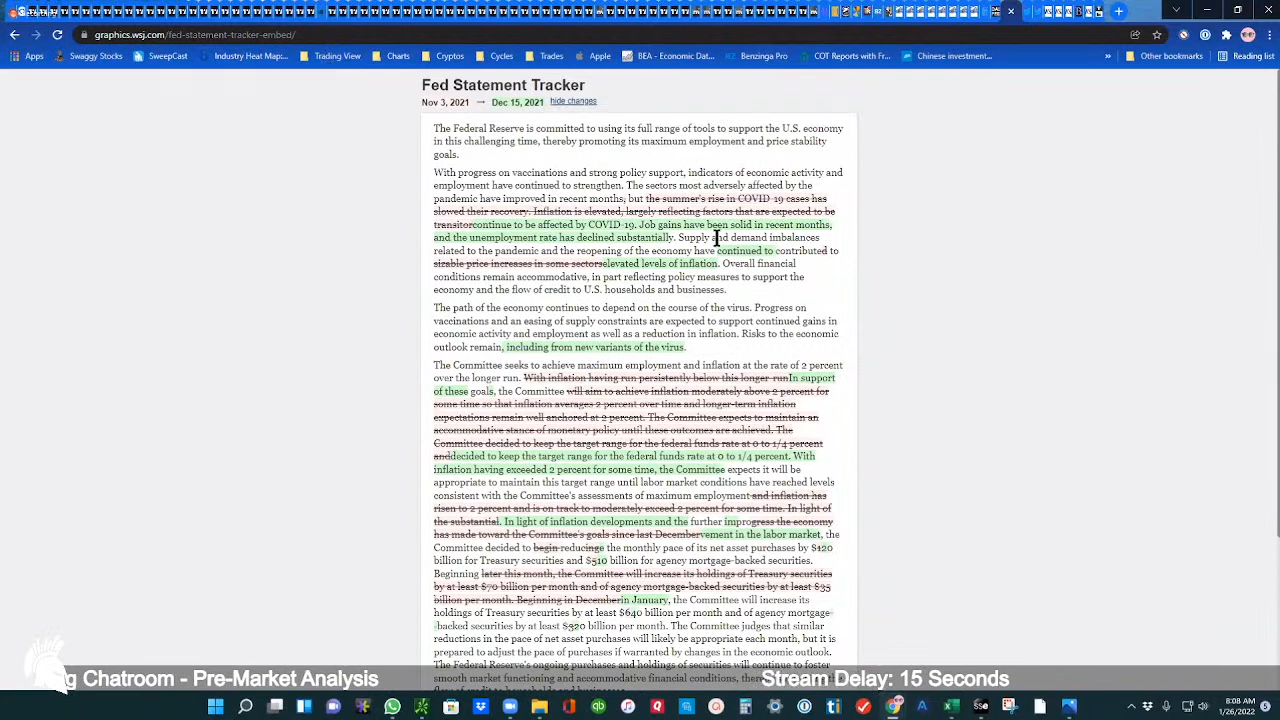 graphics.wsj.com/fed-statement-tracker-embed/
Apps Swaggy Stocks SweepCast Industry Heat Map:... Trading View Charts Cryptos Cycles Trades Apple BEA - Economic Da... Benzinga Pro COT Reports with C... Chinese investment... » Other bookmarks Reading list
Fed Statement Tracker
Nov 3, 2021 → Dec 15, 2021 hide changes
The Federal Reserve is committed to using its full range of tools to support the U.S. economy
in this challenging time, thereby promoting its maximum employment and price stability
goals.
With progress on vaccinations and strong policy support, indicators of economic activity and
employment have continued to strengthen. The sectors most adversely affected by the
pandemic have improved in recent months, but the summer's rise in COVID-19 cases has
slowed their recovery. Inflation is elevated, largely reflecting factors that are expected to be
transitorcontinue to be affected by COVID-19. Job gains have been solid in recent months,
and the unemployment rate has declined substantially. Supply and demand imbalances
related to the pandemic and the reopening of the economy have continued to contributed to
sizable price increases in some sectorselevated levels of inflation. Overall financial
conditions remain accommodative, in part reflecting policy measures to support the
economy and the flow of credit to U.S. households and businesses.
The path of the economy continues to depend on the course of the virus. Progress on
vaccinations and an easing of supply constraints are expected to support continued gains in
economic activity and employment as well as a reduction in inflation. Risks to the economic
outlook remain, including from new variants of the virus.
The Committee seeks to achieve maximum employment and inflation at the rate of 2 percent
over the longer run. With inflation having run persistently below this longer-runIn support
of these goals, the Committee will aim to achieve inflation moderately above 2 percent for
some time so that inflation averages 2 percent over time and longer-term inflation
expectations remain well anchored at 2 percent. The Committee expects to maintain an
accommodative stance of monetary policy until these outcomes are achieved. The
Committee decided to keep the target range for the federal funds rate at 0 to 1/4 percent
anddecided to keep the target range for the federal funds rate at 0 to 1/4 percent. With
inflation having exceeded 2 percent for some time, the Committee expects it will be
appropriate to maintain this target range until labor market conditions have reached levels
consistent with the Committee's assessments of maximum employment and inflation has
risen to 2 percent and is on track to moderately exceed 2 percent for some time. In light of
the substantial. In light of inflation developments and the further improgress the economy
has made toward the Committee's goals since last Decembervement in the labor market, the
Committee decided to begin reducinge the monthly pace of its net asset purchases by $120
billion for Treasury securities and $510 billion for agency mortgage-backed securities.
Beginning later this month, the Committee will increase its holdings of Treasury securities
by at least $70 billion per month and of agency mortgage-backed securities by at least $35
billion per month. Beginning in Decemberin January, the Committee will increase its
holdings of Treasury securities by at least $640 billion per month and of agency mortgage-
-backed securities by at least $320 billion per month. The Committee judges that similar
reductions in the pace of net asset purchases will likely be appropriate each month, but it is
prepared to adjust the pace of purchases if warranted by changes in the economic outlook.
The Federal Reserve's ongoing purchases and holdings of securities will continue to foster
smooth market functioning and accommodative financial conditions,
g Chatroom - Pre-Market Analysis
Stream Delay: 15 Seconds
8:08 AM
1/26/2022